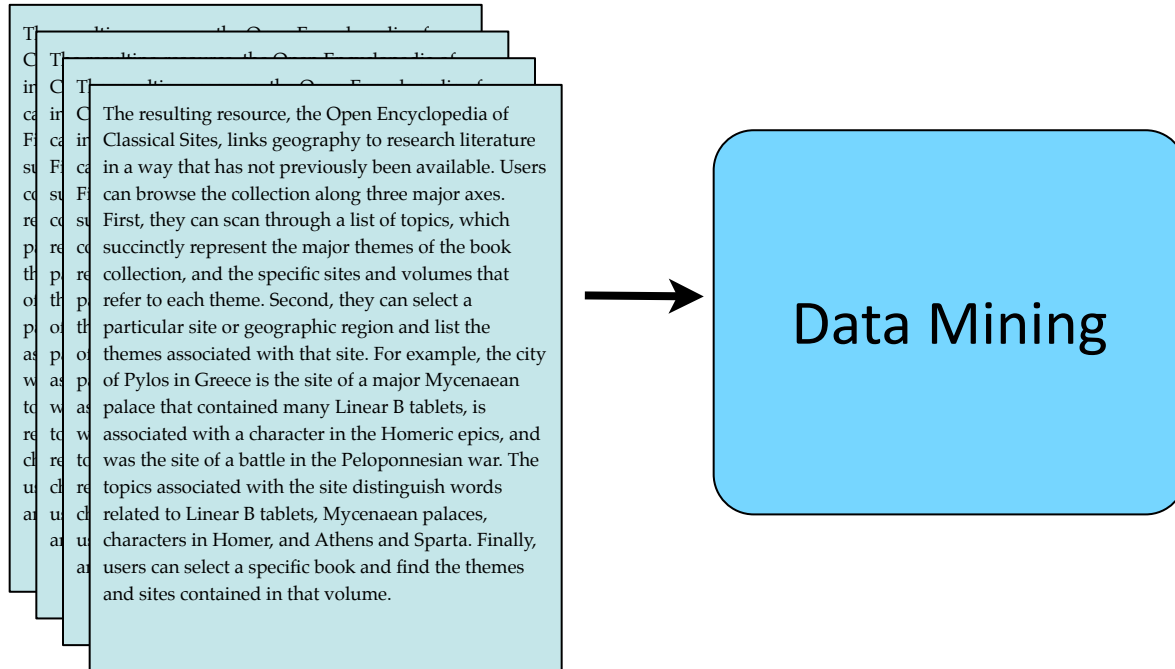 The resulting resource, the Open Encyclopedia of
Classical Sites, links geography to research literature
in a way that has not previously been available. Users
can browse the collection along three major axes.
First, they can scan through a list of topics, which
succinctly represent the major themes of the book
collection, and the specific sites and volumes that
refer to each theme. Second, they can select a
particular site or geographic region and list the
themes associated with that site. For example, the city
of Pylos in Greece is the site of a major Mycenaean
palace that contained many Linear B tablets, is
associated with a character in the Homeric epics, and
was the site of a battle in the Peloponnesian war. The
topics associated with the site distinguish words
related to Linear B tablets, Mycenaean palaces,
characters in Homer, and Athens and Sparta. Finally,
users can select a specific book and find the themes
and sites contained in that volume.
Data Mining